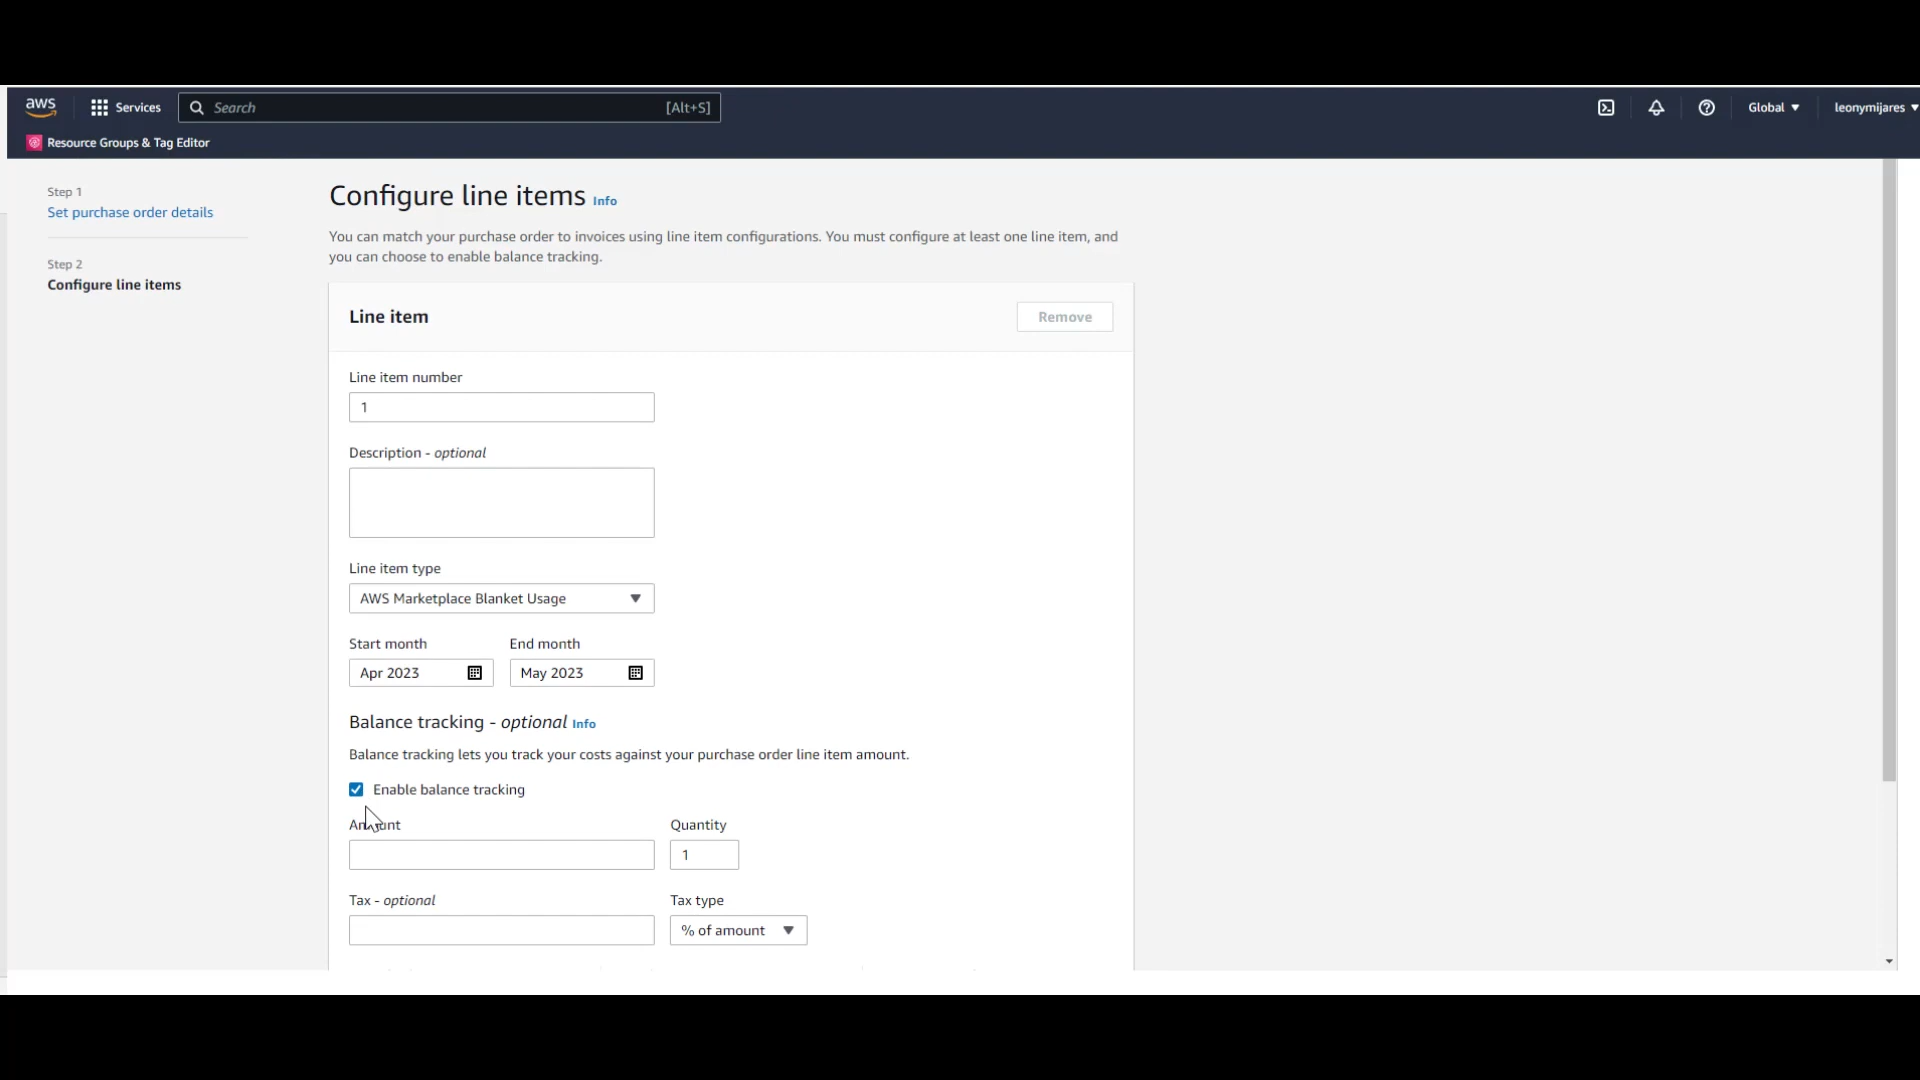 aws
Services
Search
[Alt+S]
Global
leonymijares
Resource Groups & Tag Editor
Step 1
Set purchase order details
Step 2
Configure line items
Configure line items Info
You can match your purchase order to invoices using line item configurations. You must configure at least one line item, and
you can choose to enable balance tracking.
Line item
Remove
Line item number
1
Description - optional
Line item type
AWS Marketplace Blanket Usage
Start month
End month
Apr 2023
May 2023
Balance tracking - optional Info
Balance tracking lets you track your costs against your purchase order line item amount.
Enable balance tracking
Amount
Quantity
1
Tax - optional
Tax type
% of amount